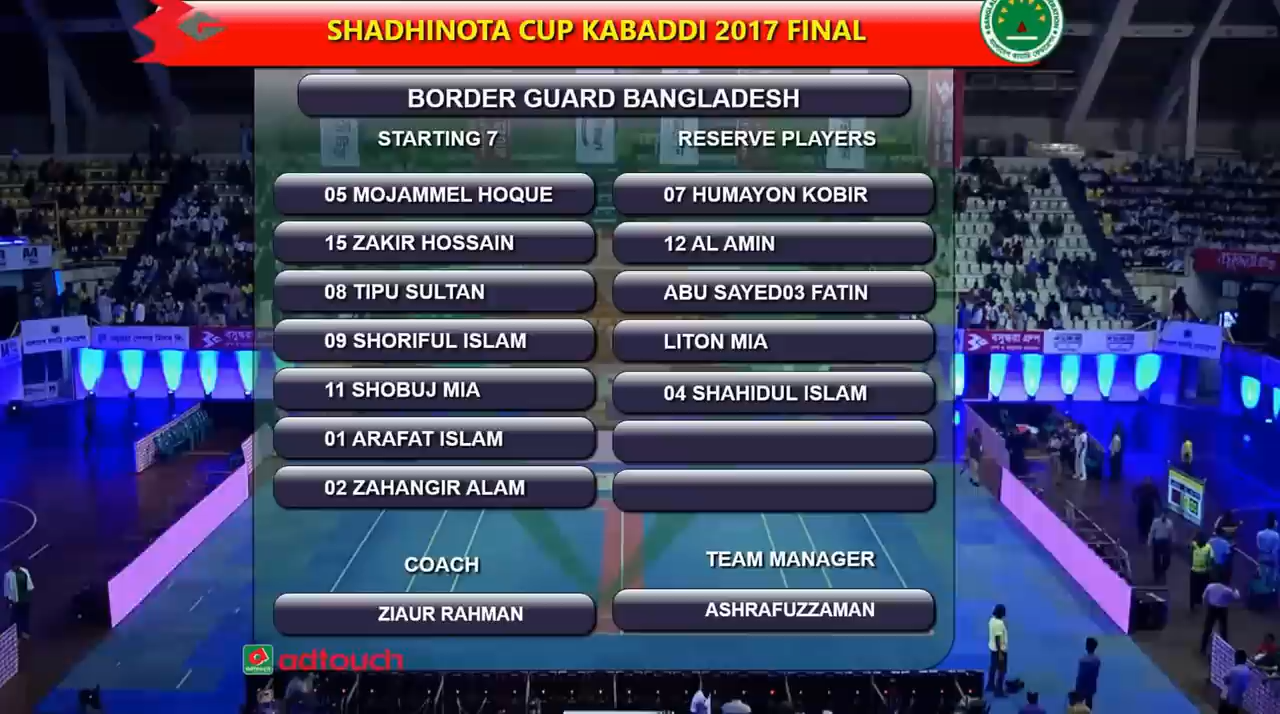 SHADHINOTA CUP KABADDI 2017 FINAL
BORDER GUARD BANGLADESH
STARTING 7
RESERVE PLAYERS
05 MOJAMMEL HOQUE
07 HUMAYON KOBIR
15 ZAKIR HOSSAIN
12 AL AMIN
08 TIPU SULTAN
ABU SAYED03 FATIN
09 SHORIFUL ISLAM
LITON MIA
11 SHOBUJ MIA
04 SHAHIDUL ISLAM
01 ARAFAT ISLAM
02 ZAHANGIR ALAM
COACH
TEAM MANAGER
ZIAUR RAHMAN
ASHRAFUZZAMAN
adtouch
বসুন্ধরা গ্রুপ